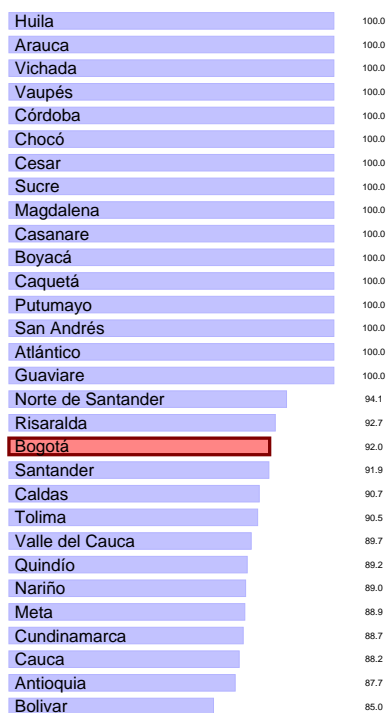 Huila 100.0
Arauca 100.0
Vichada 100.0
Vaupés 100.0
Córdoba 100.0
Chocó 100.0
Cesar 100.0
Sucre 100.0
Magdalena 100.0
Casanare 100.0
Boyacá 100.0
Caquetá 100.0
Putumayo 100.0
San Andrés 100.0
Atlántico 100.0
Guaviare 100.0
Norte de Santander 94.1
Risaralda 92.7
Bogotá 92.0
Santander 91.9
Caldas 90.7
Tolima 90.5
Valle del Cauca 89.7
Quindío 89.2
Nariño 89.0
Meta 88.9
Cundinamarca 88.7
Cauca 88.2
Antioquia 87.7
Bolivar 85.0